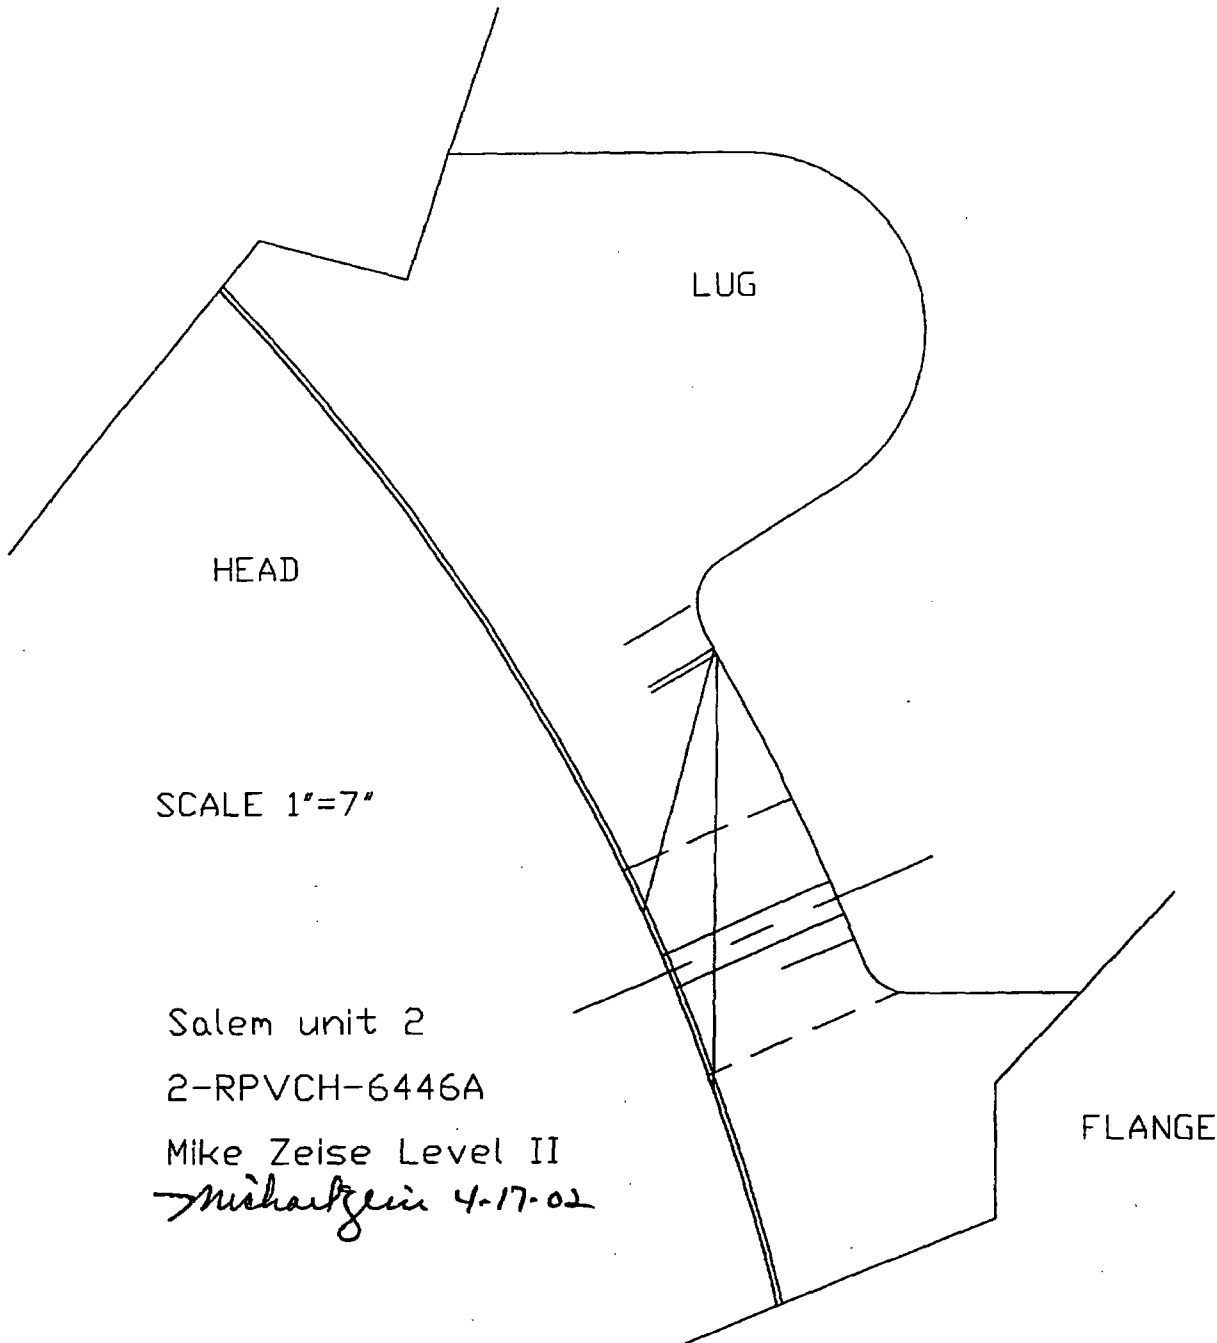 LUG
HEAD
SCALE 1"=7"
Salem unit 2
2-RPVCH-6446A
Mike Zeise Level II
4-17-02
FLANGE